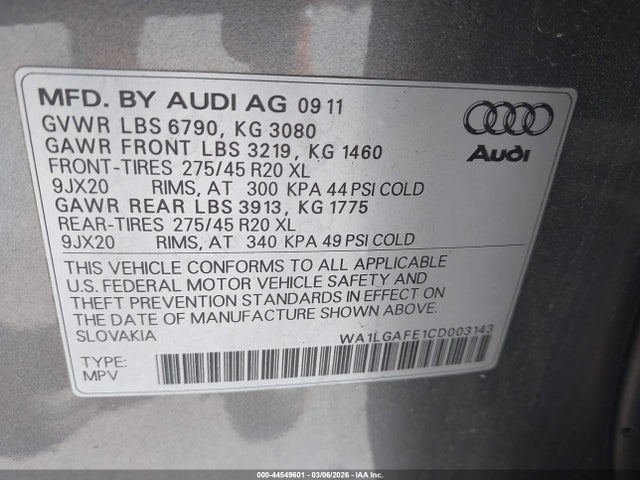 MFD. BY AUDI AG 09 11
GVWR LBS 6790, KG 3080
GAWR FRONT LBS 3219, KG 1460
FRONT-TIRES 275/45 R20 XL
9JX20 RIMS, AT 300 KPA 44 PSI COLD
GAWR REAR LBS 3913, KG 1775
REAR-TIRES 275/45 R20 XL
9JX20 RIMS, AT 340 KPA 49 PSI COLD
Audi
THIS VEHICLE CONFORMS TO ALL APPLICABLE
U.S. FEDERAL MOTOR VEHICLE SAFETY AND
THEFT PREVENTION STANDARDS IN EFFECT ON
THE DATE OF MANUFACTURE SHOWN ABOVE.
SLOVAKIA
WA1LGAFE1CD003143
TYPE:
MPV
000-44549601 - 03/06/2026 - IAA Inc.